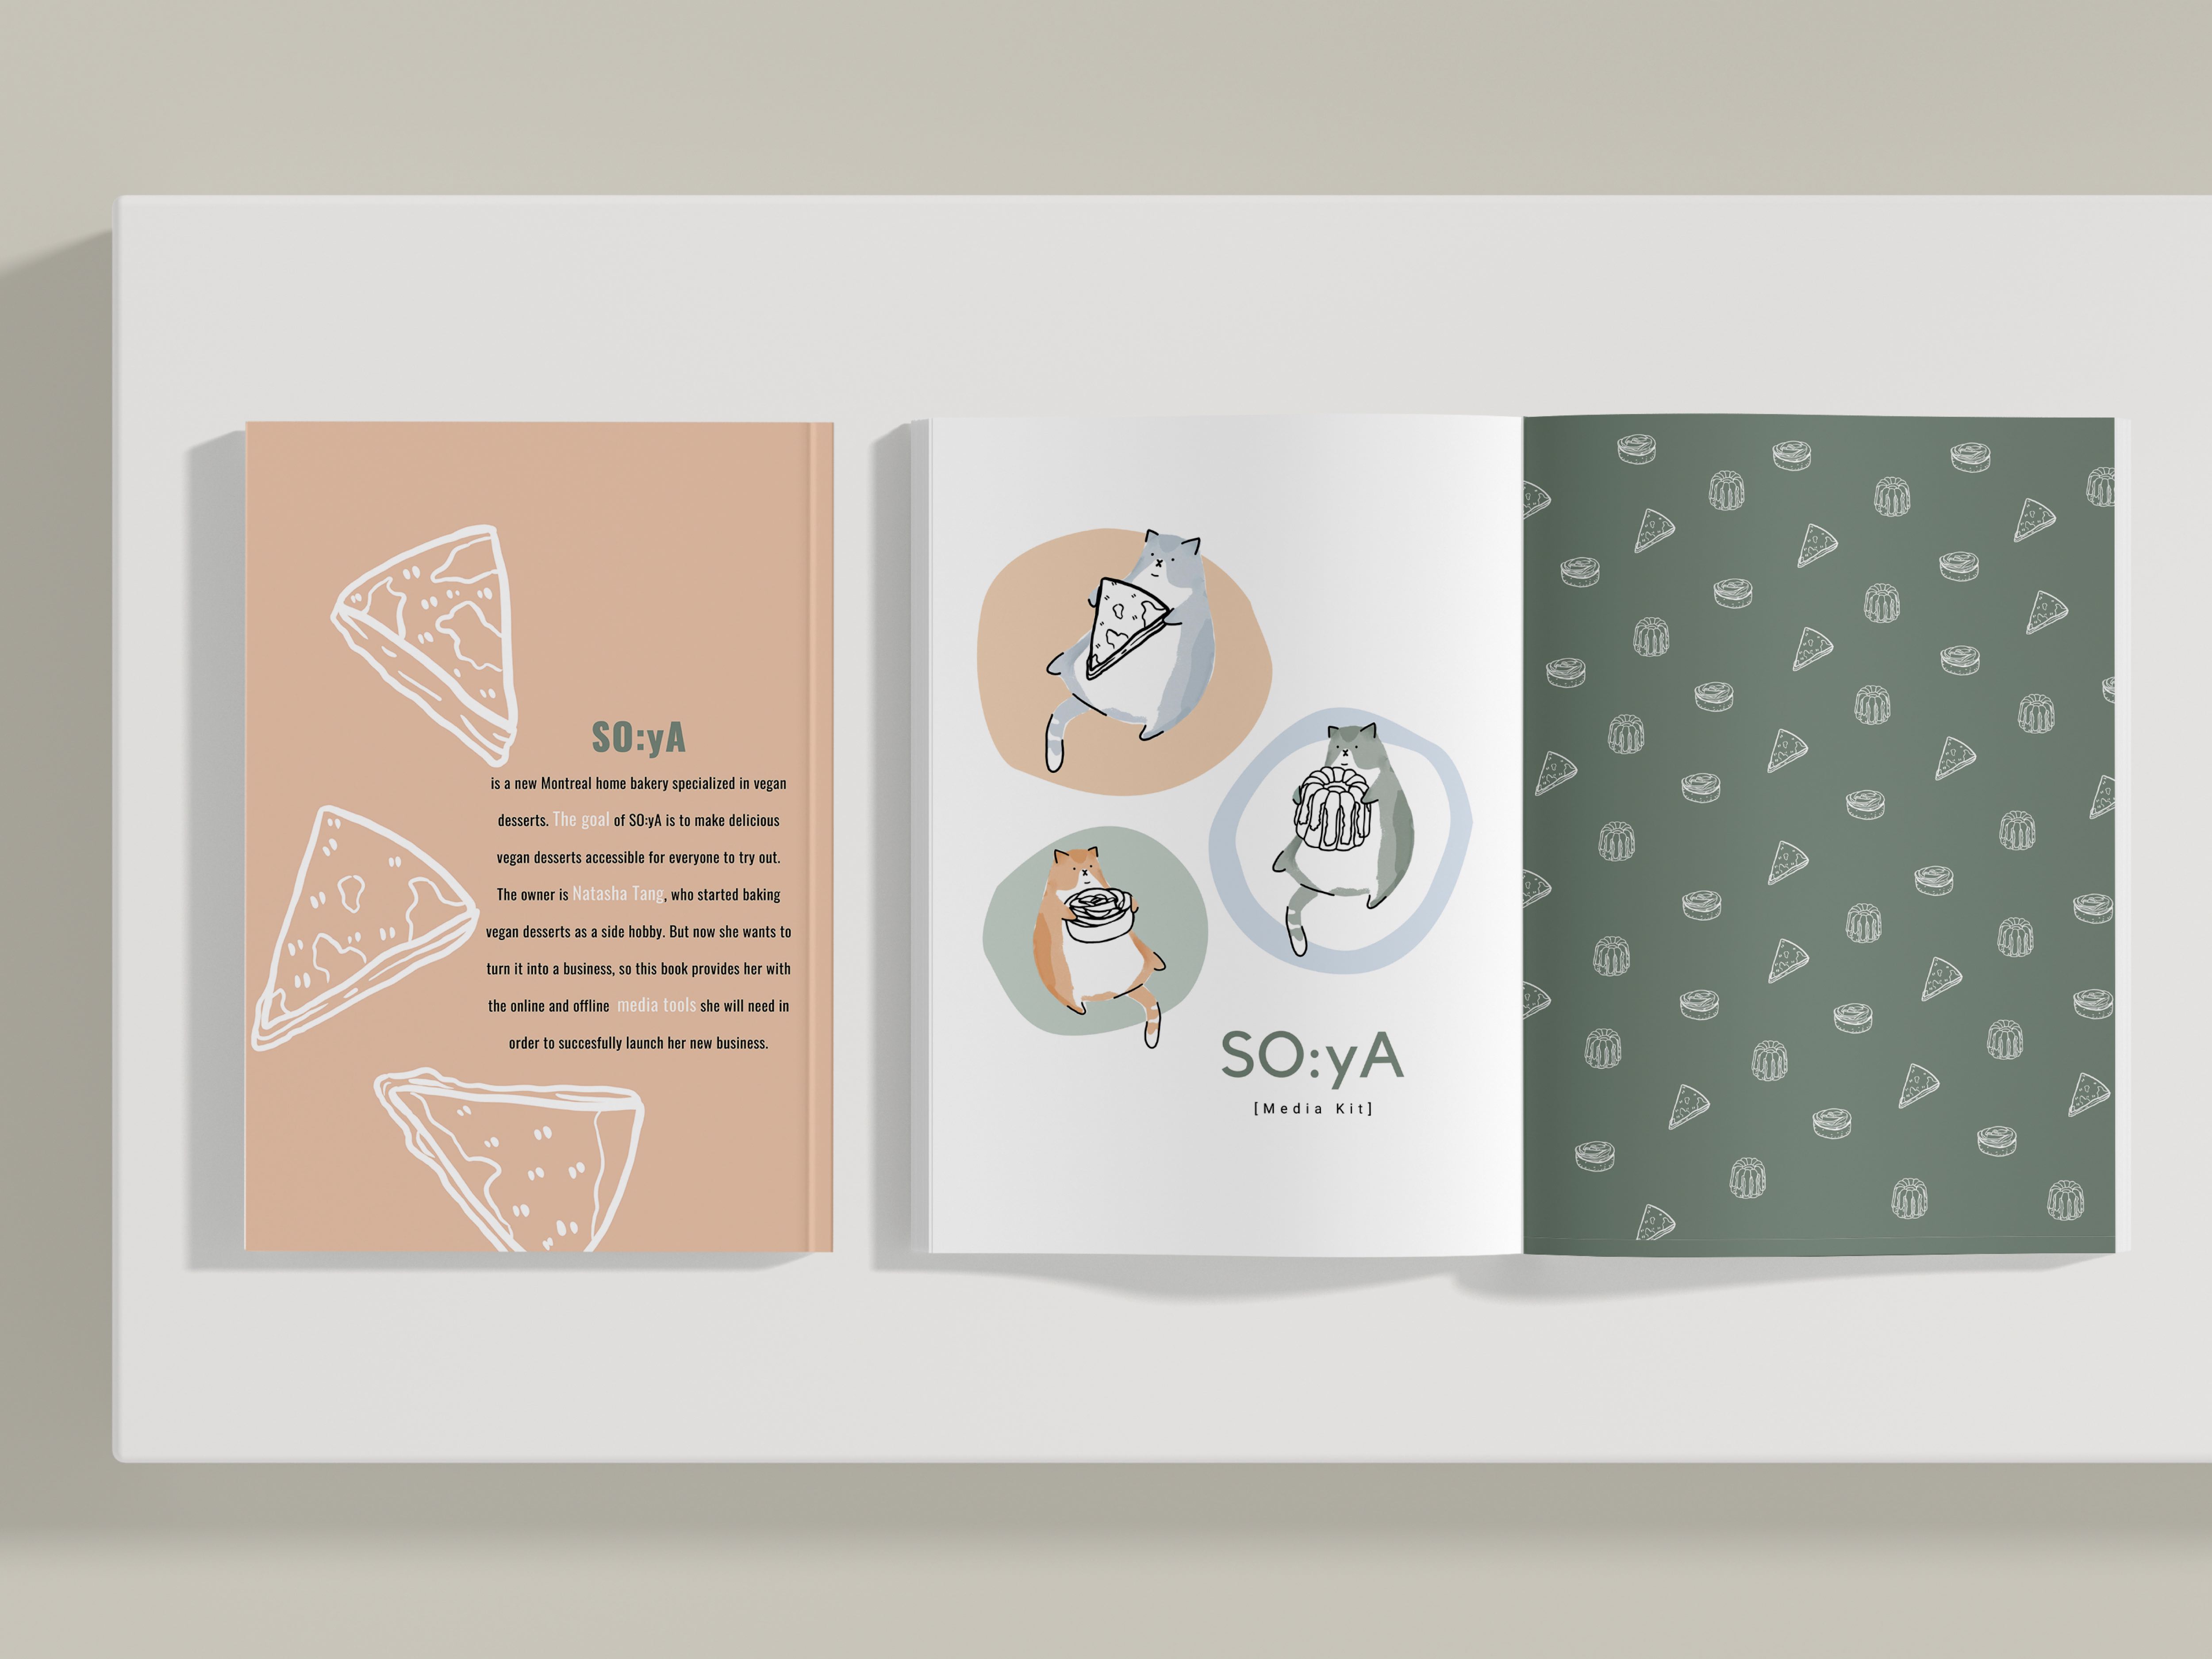 SO:yA
is a new Montreal home bakery specialized in vegan
desserts. The goal of SO:yA is to make delicious
vegan desserts accessible for everyone to try out.
The owner is Natasha Tang, who started baking
vegan desserts as a side hobby. But now she wants to
turn it into a business, so this book provides her with
the online and offline media tools she will need in
order to succesfully launch her new business.
SO:yA
[Media Kit]